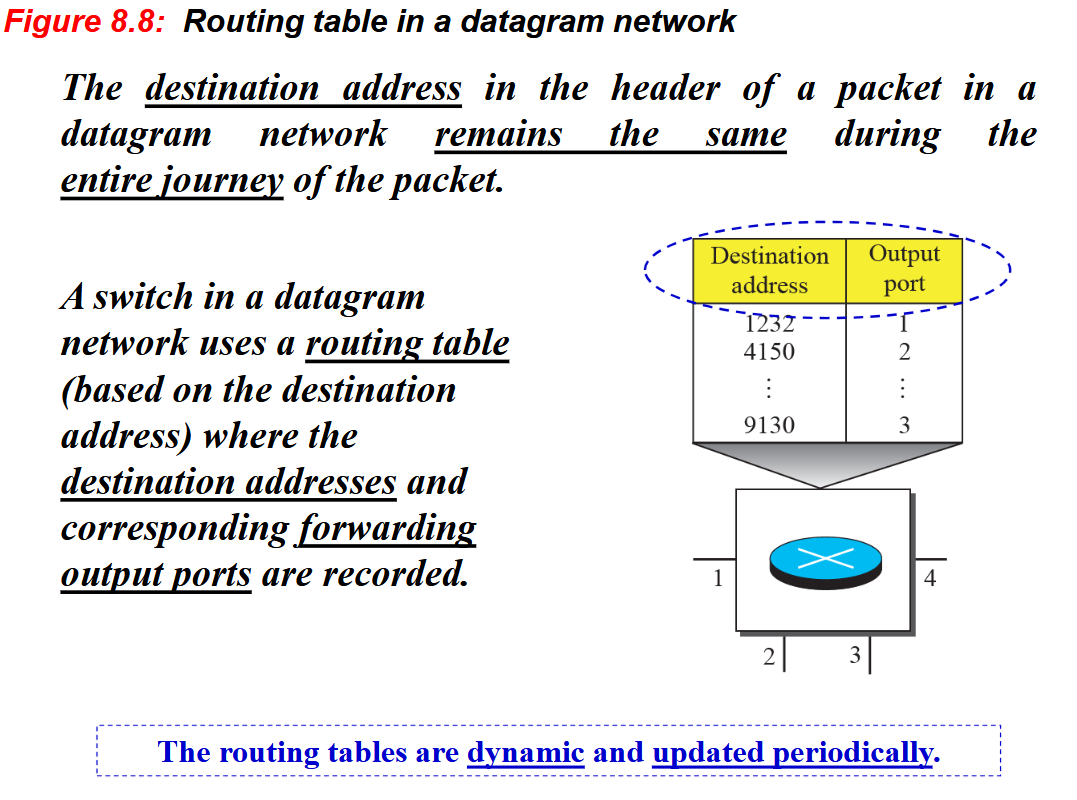 Figure 8.8: Routing table in a datagram network
The destination address in the header of a packet in a
datagram network remains the same during the
entire journey of the packet.
A switch in a datagram
network uses a routing table
(based on the destination
address) where the
destination addresses and
corresponding forwarding
output ports are recorded.
Destination address Output port
1232 1
4150 2
⋮ ⋮
9130 3
1 4
2 3
The routing tables are dynamic and updated periodically.